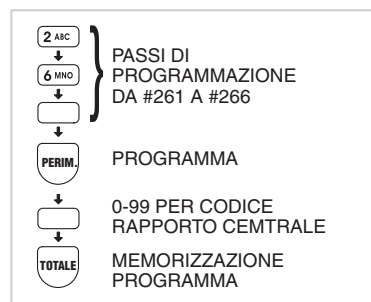 2 ABC
6 MNO
PASSI DI
PROGRAMMAZIONE
DA #261 A #266
PERIM.
PROGRAMMA
0-99 PER CODICE
RAPPORTO CEMTRALE
TOTALE
MEMORIZZAZIONE
PROGRAMMA